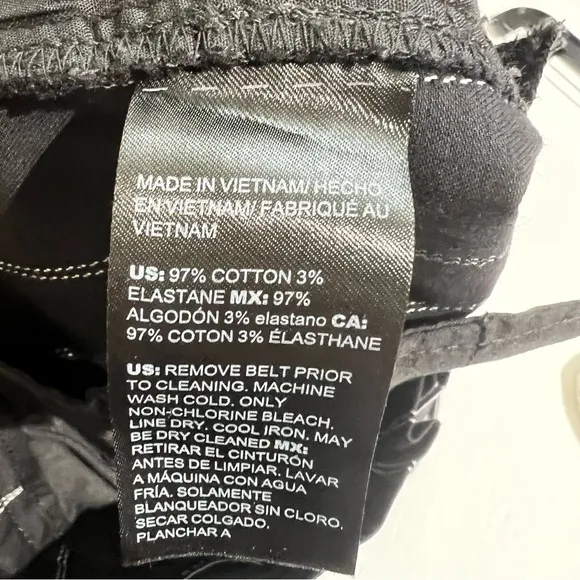 MADE IN VIETNAM/ HECHO
EN VIETNAM/ FABRIQUÉ AU
VIETNAM
US: 97% COTTON 3%
ELASTANE MX: 97%
ALGODÓN 3% elastano CA:
97% COTON 3% ÉLASTHANE
US: REMOVE BELT PRIOR
TO CLEANING. MACHINE
WASH COLD. ONLY
NON-CHLORINE BLEACH.
LINE DRY. COOL IRON. MAY
BE DRY CLEANED MX:
RETIRAR EL CINTURÓN
ANTES DE LIMPIAR. LAVAR
A MÁQUINA CON AGUA
FRÍA. SOLAMENTE
BLANQUEADOR SIN CLORO.
SECAR COLGADO.
PLANCHAR A